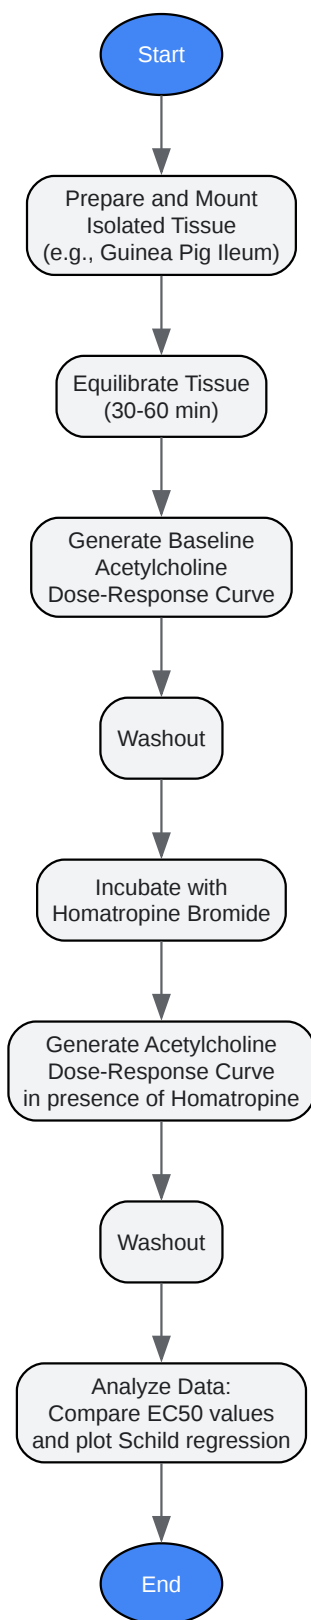 Start
Prepare and Mount
Isolated Tissue
(e.g., Guinea Pig Ileum)
Equilibrate Tissue
(30-60 min)
Generate Baseline
Acetylcholine
Dose-Response Curve
Washout
Incubate with
Homatropine Bromide
Generate Acetylcholine
Dose-Response Curve
in presence of Homatropine
Washout
Analyze Data:
Compare EC50 values
and plot Schild regression
End